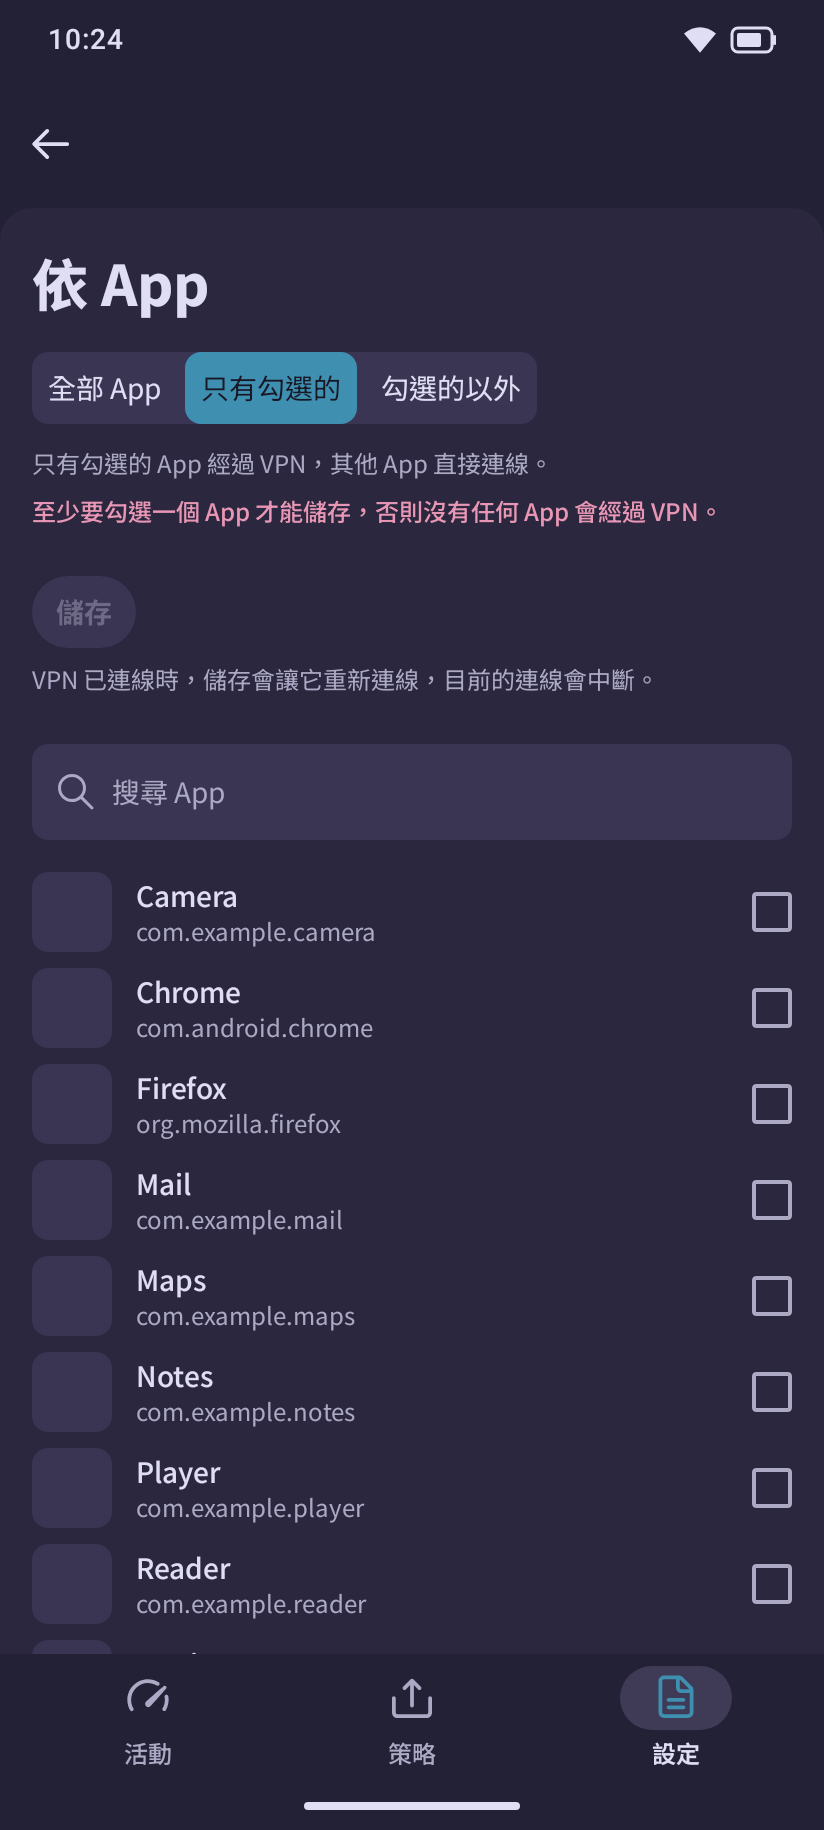 10:24
依 App
全部 App
只有勾選的
勾選的以外
只有勾選的 App 經過 VPN，其他 App 直接連線。
至少要勾選一個 App 才能儲存，否則沒有任何 App 會經過 VPN。
儲存
VPN 已連線時，儲存會讓它重新連線，目前的連線會中斷。
搜尋 App
Camera
com.example.camera
Chrome
com.android.chrome
Firefox
org.mozilla.firefox
Mail
com.example.mail
Maps
com.example.maps
Notes
com.example.notes
Player
com.example.player
Reader
com.example.reader
活動
策略
設定